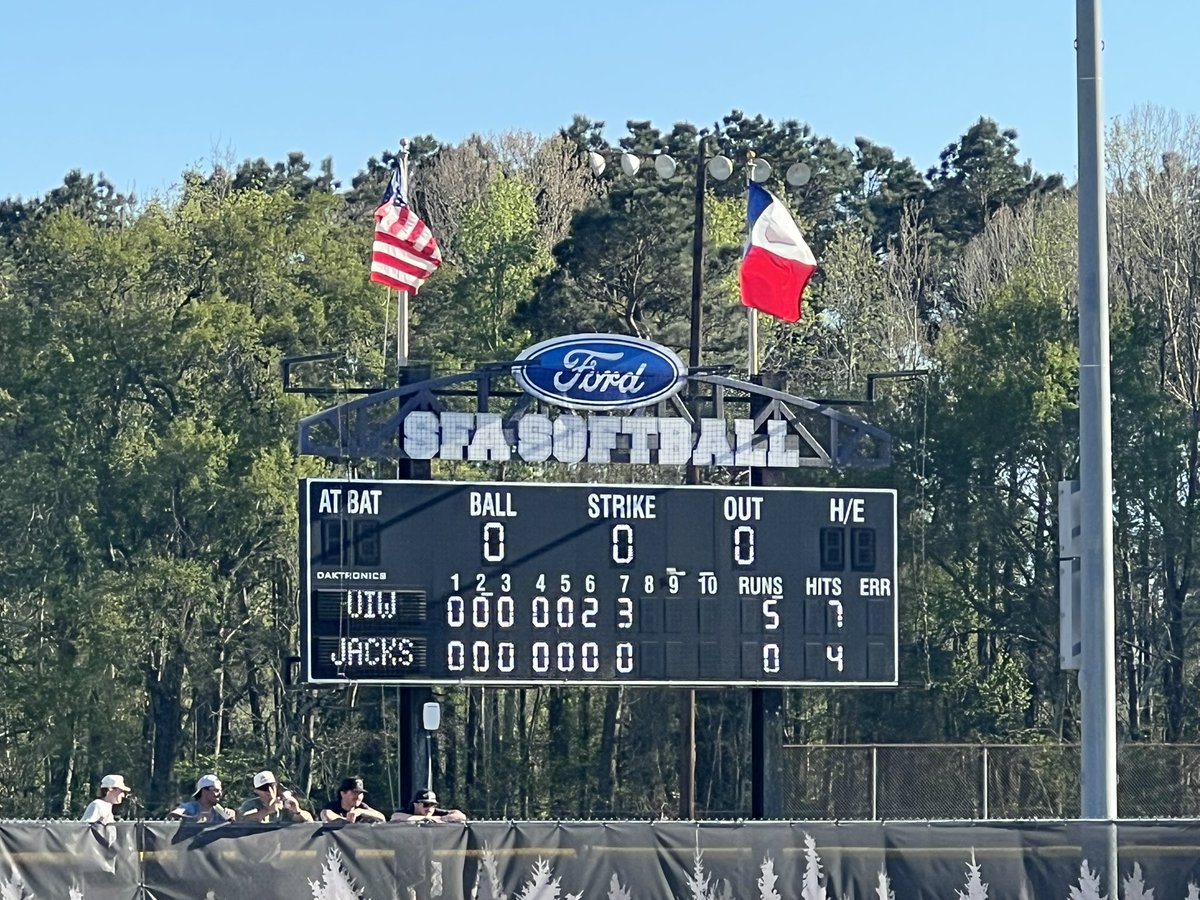 Ford
SFA SOFTBALL
AT BAT BALL STRIKE OUT H/E
0 0 0
DAKTRONICS 1 2 3 4 5 6 7 8 9 10 RUNS HITS ERR
UIW 0 0 0 0 0 2 3 5 7
JACKS 0 0 0 0 0 0 0 0 4